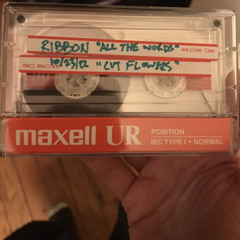 RIBBON "ALL THE WORDS"
10/23/12 "CUT FLOWERS"
maxell UR POSITION
IEC TYPE I • NORMAL